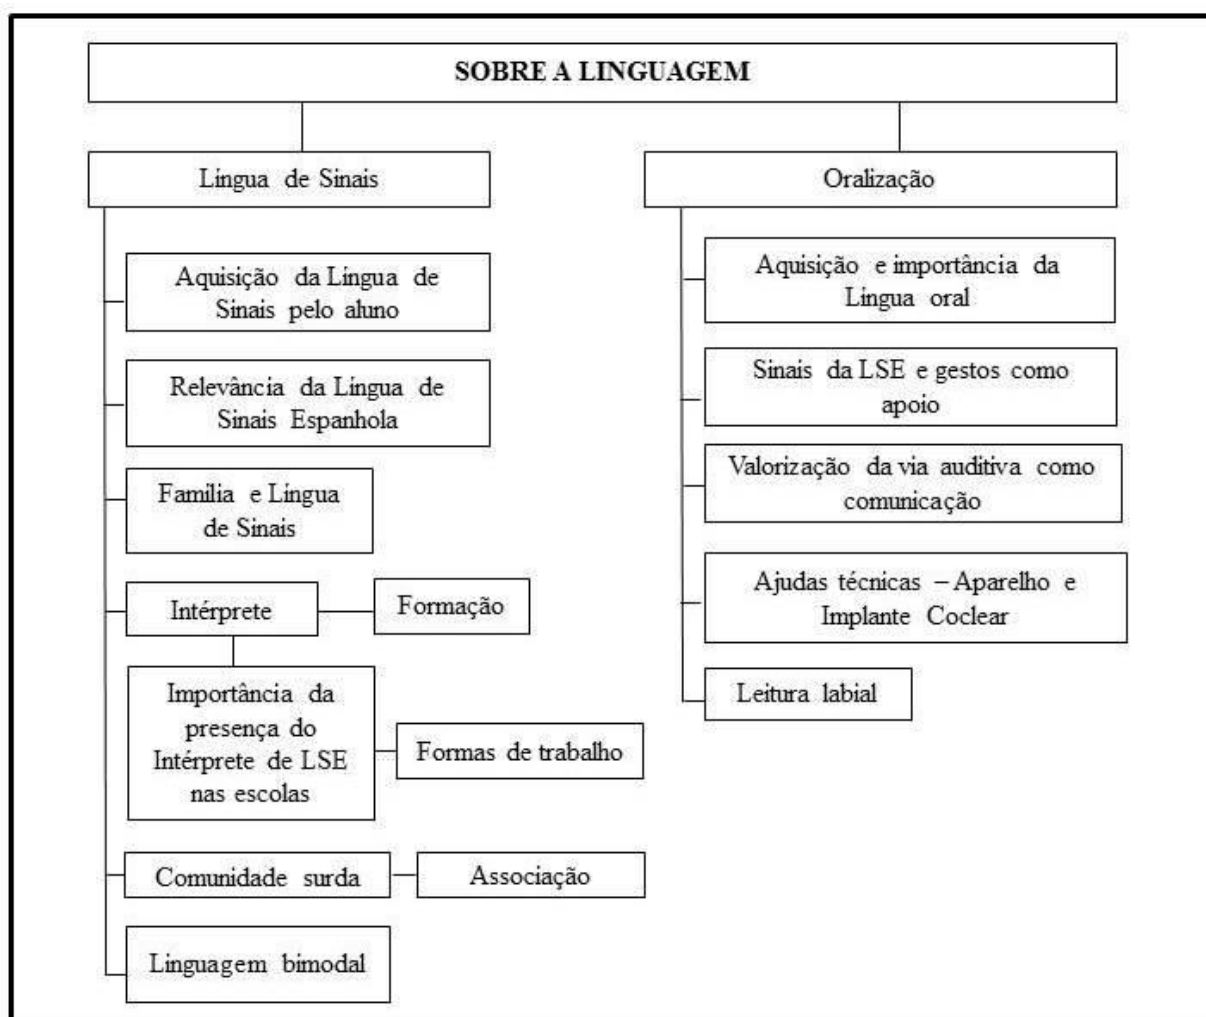 SOBRE A LINGUAGEM
Língua de Sinais
Aquisição da Língua de
Sinais pelo aluno
Relevância da Língua de
Sinais Espanhola
Família e Língua
de Sinais
Intérprete
Formação
Importância da
presença do
Intérprete de LSE
nas escolas
Formas de trabalho
Comunidade surda
Associação
Linguagem bimodal
Oralização
Aquisição e importância da
Língua oral
Sinais da LSE e gestos como
apoio
Valorização da via auditiva como
comunicação
Ajudas técnicas – Aparelho e
Implante Coclear
Leitura labial